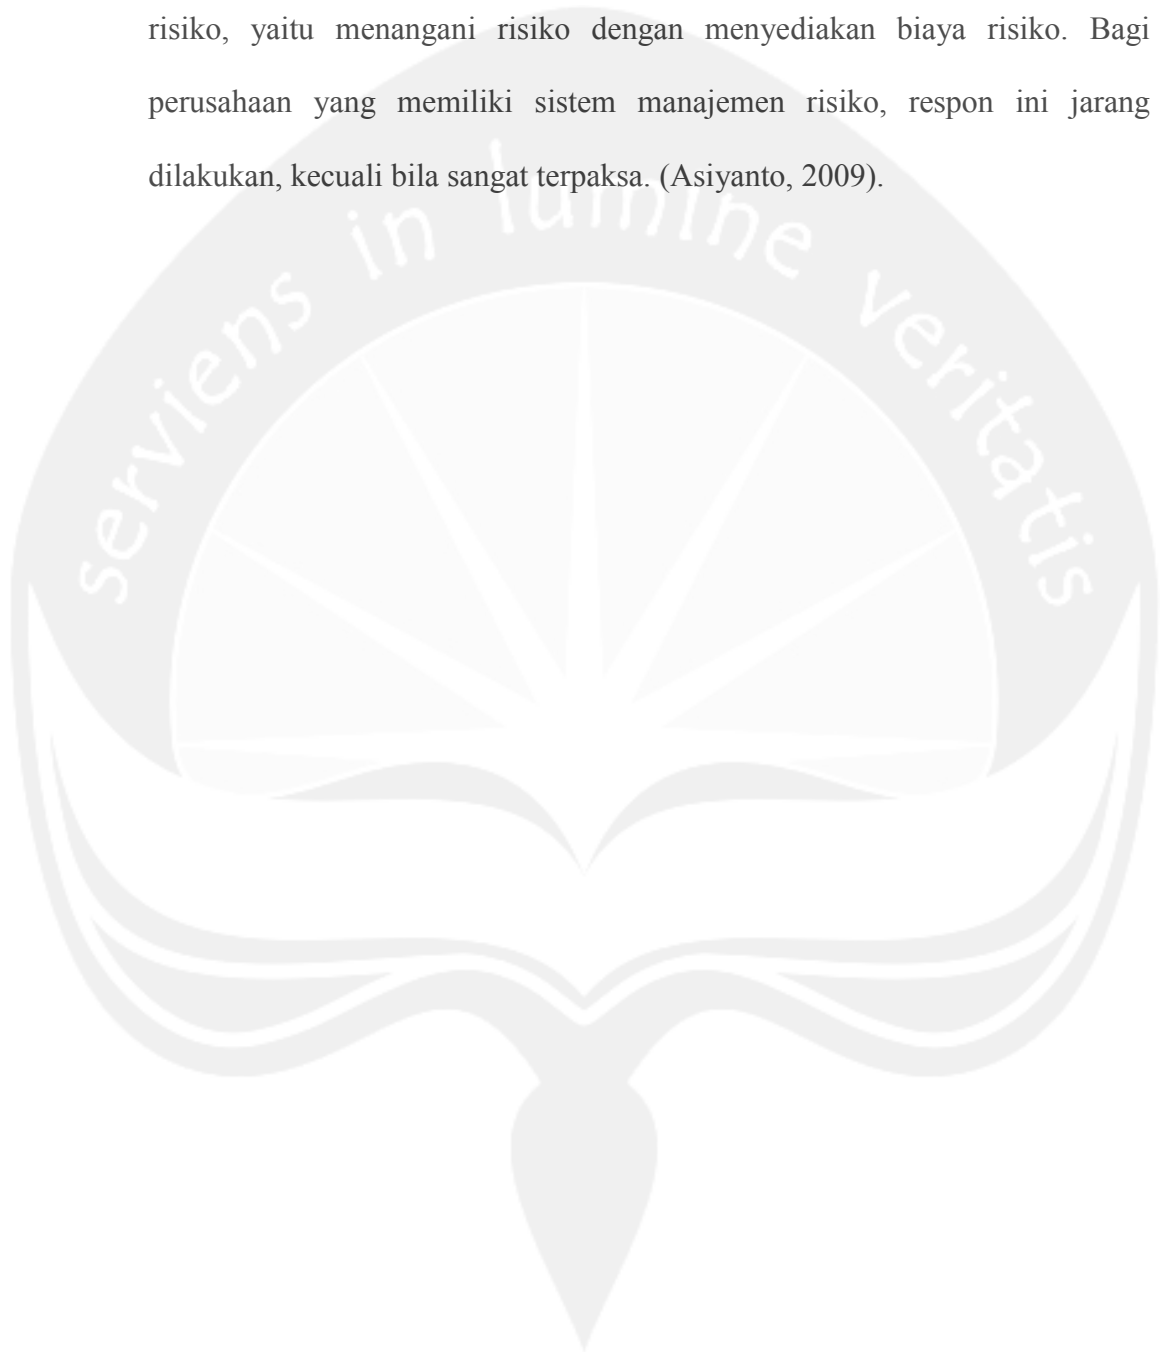 risiko, yaitu menangani risiko dengan menyediakan biaya risiko. Bagi
perusahaan yang memiliki sistem manajemen risiko, respon ini jarang
dilakukan, kecuali bila sangat terpaksa. (Asiyanto, 2009).
serviens in lumine veritatis